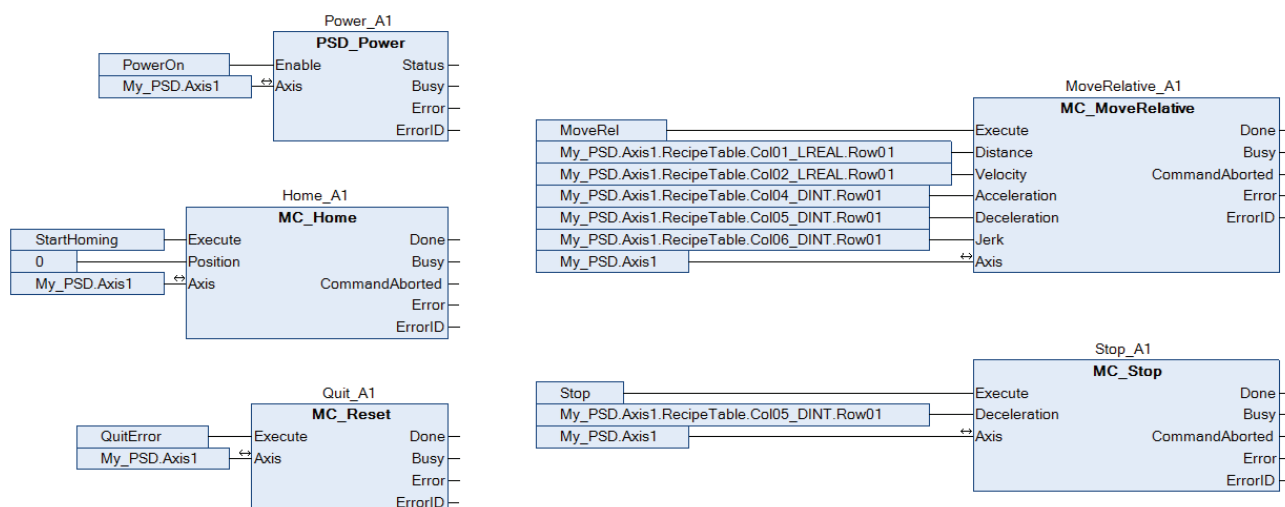 Power_A1
PSD_Power
PowerOn Enable Status
My_PSD.Axis1 Axis Busy
Error
ErrorID
Home_A1
MC_Home
StartHoming Execute Done
0 Position Busy
My_PSD.Axis1 Axis CommandAborted
Error
ErrorID
Quit_A1
MC_Reset
QuitError Execute Done
My_PSD.Axis1 Axis Busy
Error
ErrorID
MoveRelative_A1
MC_MoveRelative
MoveRel Execute Done
My_PSD.Axis1.RecipeTable.Col01_LREAL.Row01 Distance Busy
My_PSD.Axis1.RecipeTable.Col02_LREAL.Row01 Velocity CommandAborted
My_PSD.Axis1.RecipeTable.Col04_DINT.Row01 Acceleration Error
My_PSD.Axis1.RecipeTable.Col05_DINT.Row01 Deceleration ErrorID
My_PSD.Axis1.RecipeTable.Col06_DINT.Row01 Jerk
My_PSD.Axis1 Axis
Stop_A1
MC_Stop
Stop Execute Done
My_PSD.Axis1.RecipeTable.Col05_DINT.Row01 Deceleration Busy
My_PSD.Axis1 Axis CommandAborted
Error
ErrorID